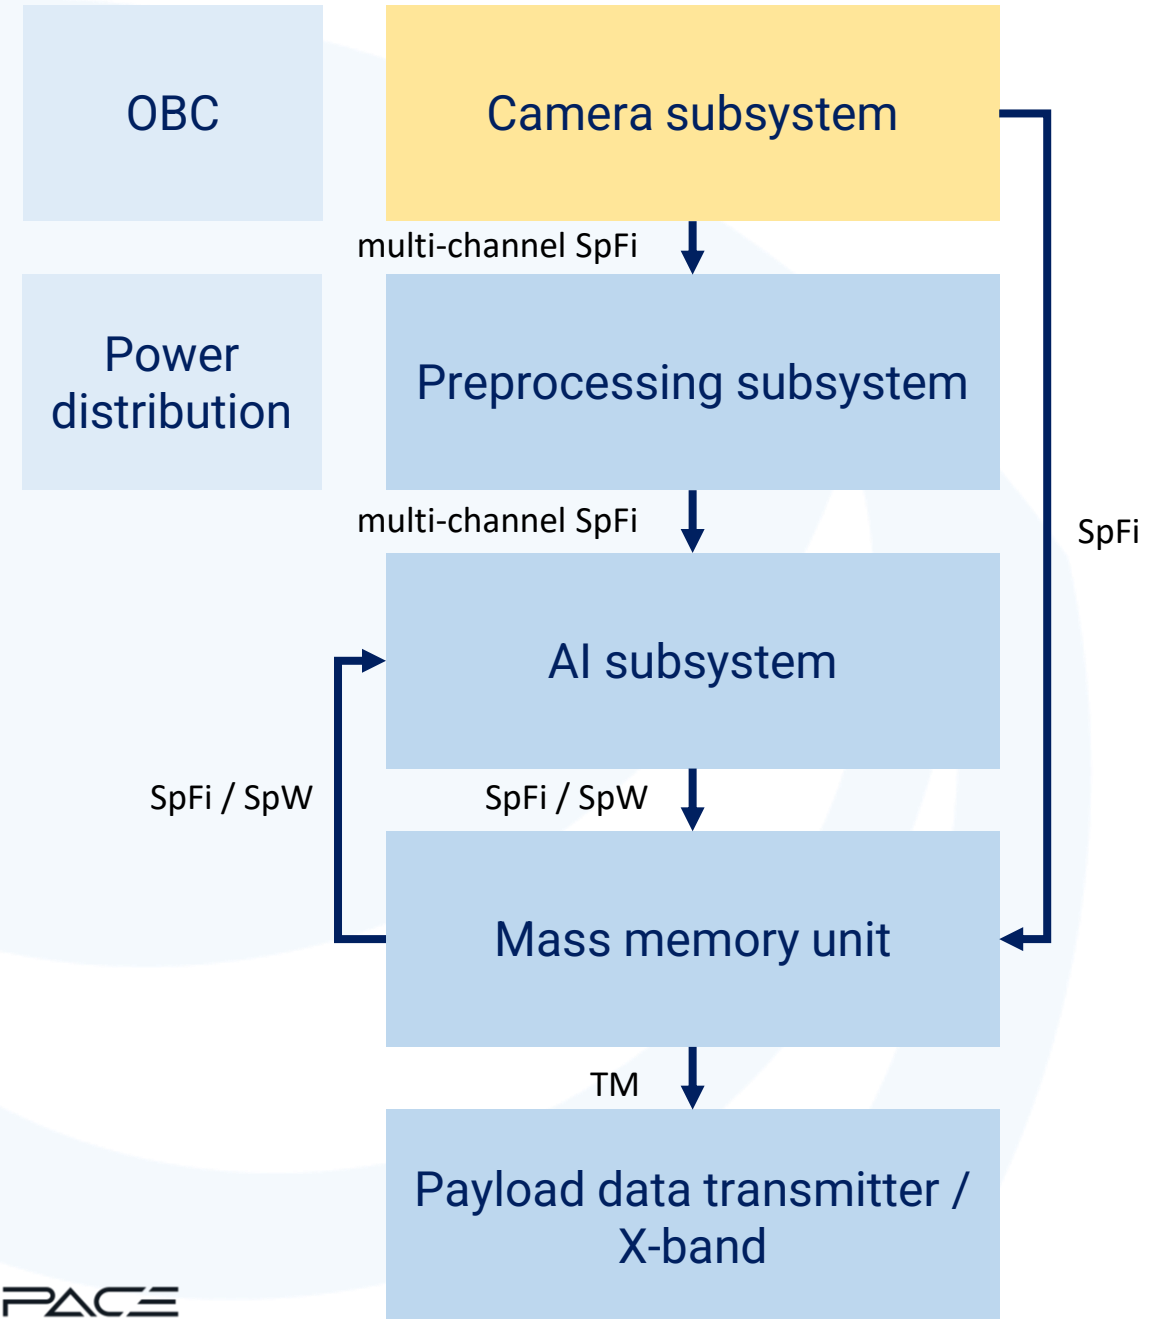 OBC
Camera subsystem
multi-channel SpFi
Power
distribution
Preprocessing subsystem
multi-channel SpFi
SpFi
AI subsystem
SpFi / SpW
SpFi / SpW
Mass memory unit
TM
Payload data transmitter /
X-band
PACE